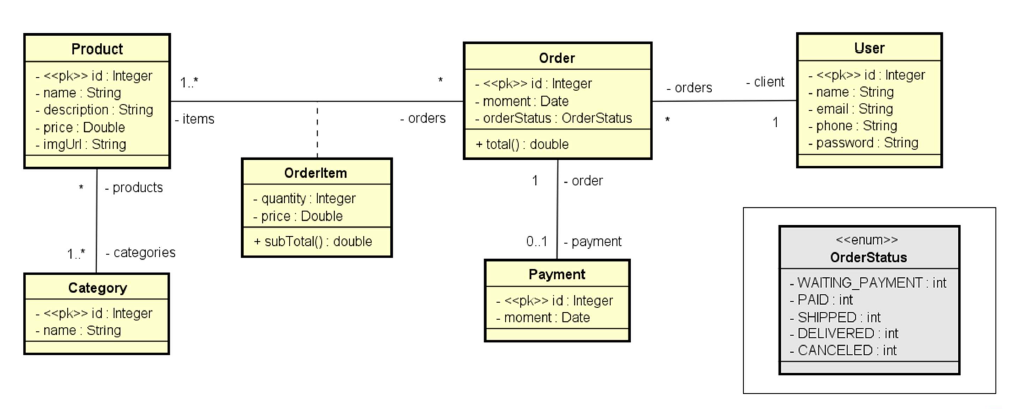 Product
- <<pk>> id : Integer
- name : String
- description : String
- price : Double
- imgUrl : String
1..*
- items
*
- orders
Order
- <<pk>> id : Integer
- moment : Date
- orderStatus : OrderStatus
+ total() : double
- orders
*
- client
1
User
- <<pk>> id : Integer
- name : String
- email : String
- phone : String
- password : String
OrderItem
- quantity : Integer
- price : Double
+ subTotal() : double
* - products
1..* - categories
Category
- <<pk>> id : Integer
- name : String
1 - order
0..1 - payment
Payment
- <<pk>> id : Integer
- moment : Date
<<enum>>
OrderStatus
- WAITING_PAYMENT : int
- PAID : int
- SHIPPED : int
- DELIVERED : int
- CANCELED : int